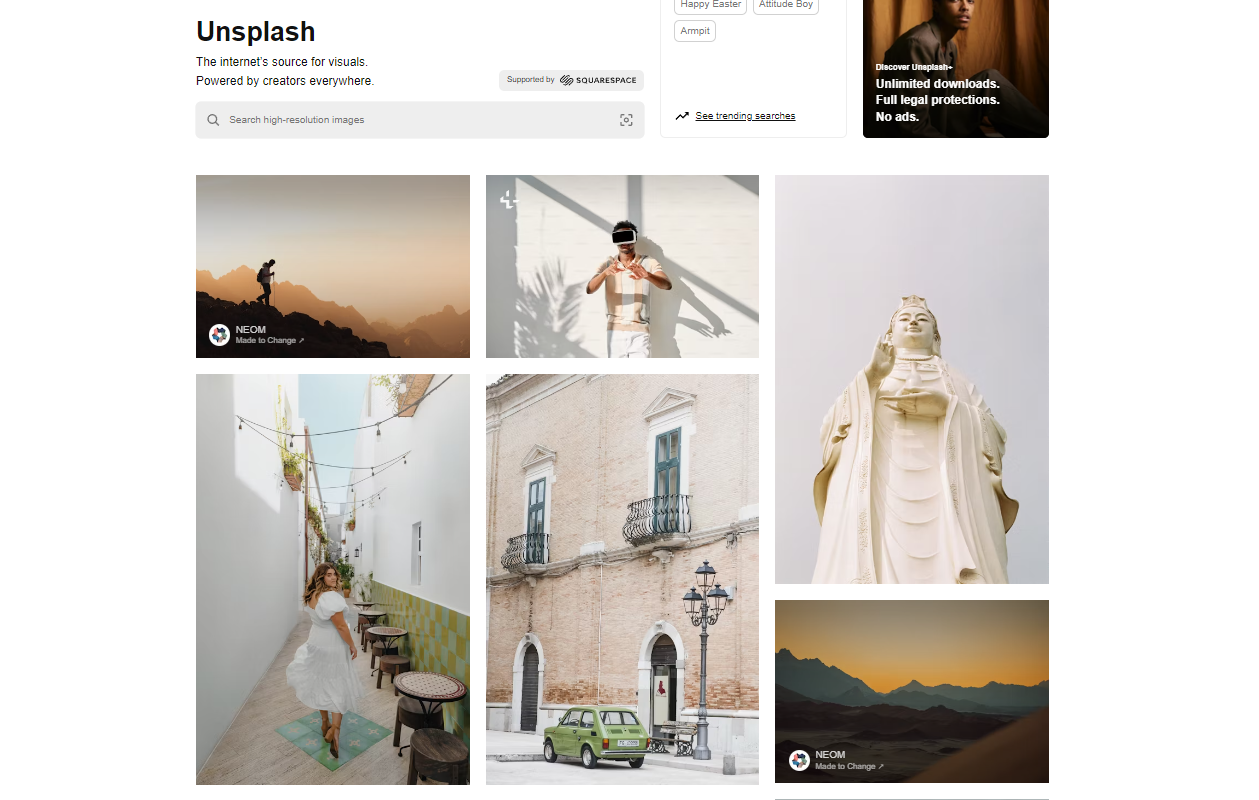 Unsplash
The internet's source for visuals.
Powered by creators everywhere.
Supported by SQUARESPACE
Search high-resolution images
Happy Easter
Attitude Boy
Armpit
See trending searches
Discover Unsplash+
Unlimited downloads.
Full legal protections.
No ads.
NEOM
Made to Change ↗
NEOM
Made to Change ↗